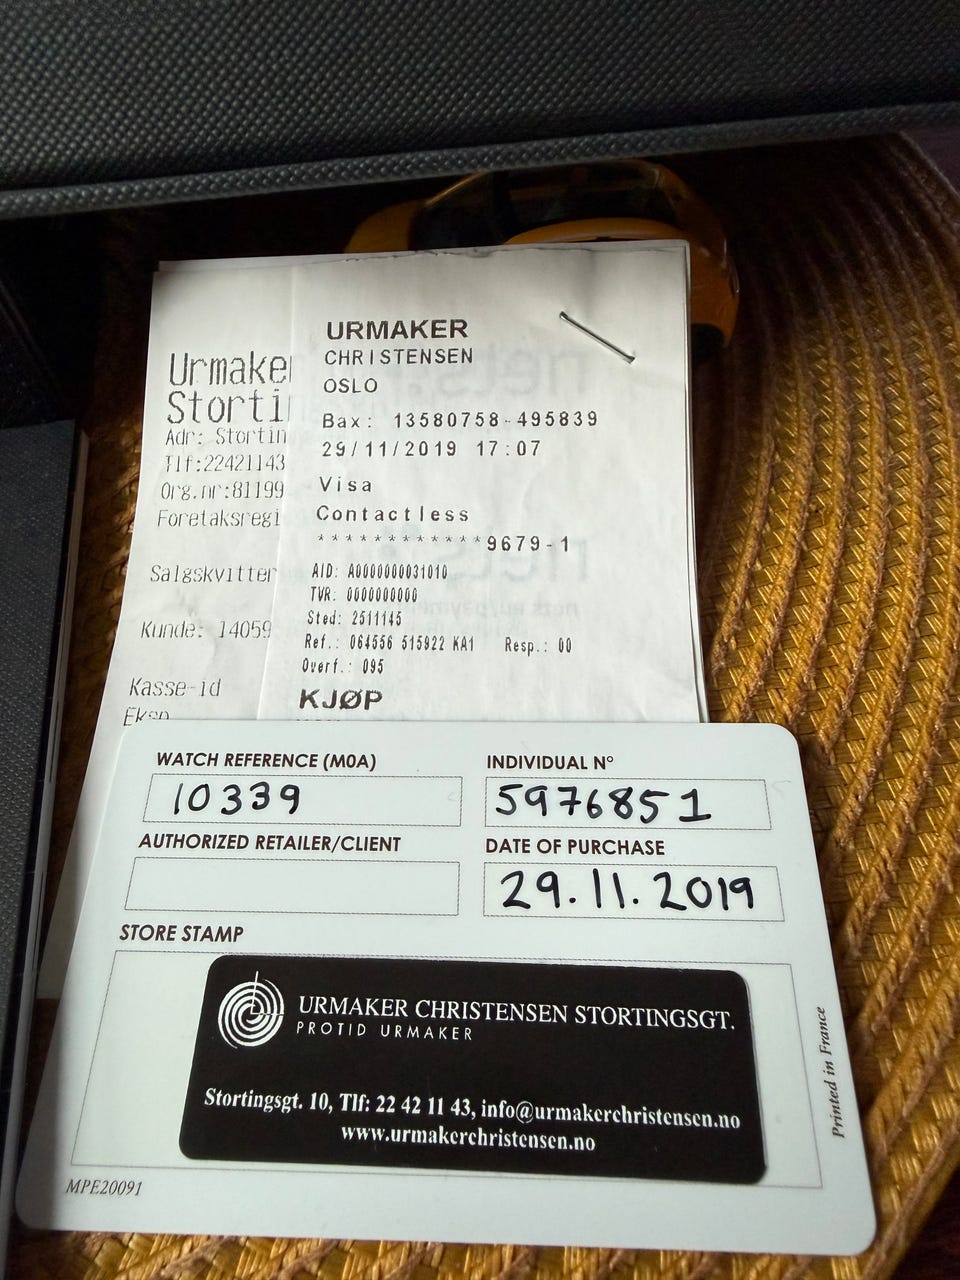 Urmake
Storti
Adr: Stortin
Tlf:22421143
Org.nr:81199
Foretaksregi
Salgskvitter
Kunde: 14059
Kasse-id
Eksp
URMAKER
CHRISTENSEN
OSLO
Bax: 13580758-495839
29/11/2019 17:07
Visa
Contactless
************9679-1
AID: A0000000031010
TVR: 0000000000
Sted: 2511145
Ref.: 064556 515922 KA1 Resp.: 00
Overf.: 095
KJØP
WATCH REFERENCE (M0A)
10339
INDIVIDUAL N°
5976851
AUTHORIZED RETAILER/CLIENT
DATE OF PURCHASE
29.11.2019
STORE STAMP
URMAKER CHRISTENSEN STORTINGSGT.
PROTID URMAKER
Stortingsgt. 10, Tlf: 22 42 11 43, info@urmakerchristensen.no
www.urmakerchristensen.no
Printed in France
MPE20091